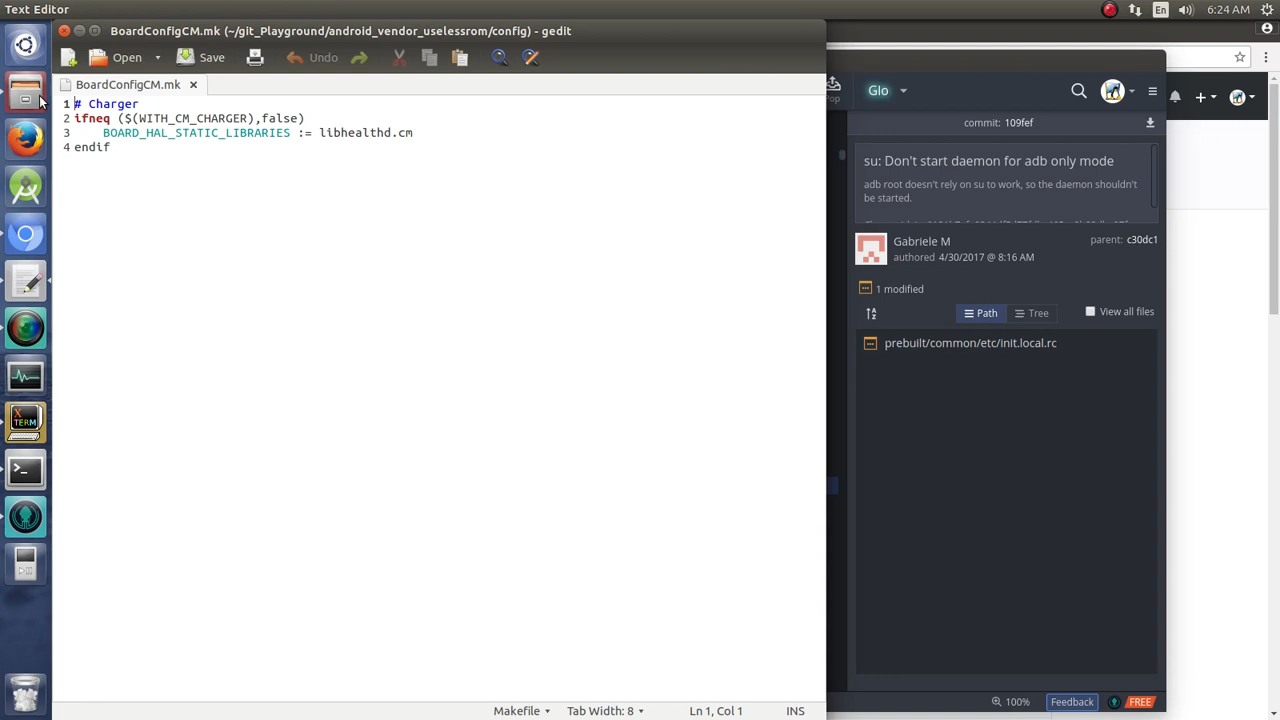 Text Editor
En
6:24 AM
BoardConfigCM.mk (~/git_Playground/android_vendor_uselessrom/config) - gedit
Open
Save
Undo
BoardConfigCM.mk ×
1 # Charger
2 ifneq ($(WITH_CM_CHARGER),false)
3 BOARD_HAL_STATIC_LIBRARIES := libhealthd.cm
4 endif
Makefile
Tab Width: 8
Ln 1, Col 1
INS
Pop
Glo
commit: 109fef
su: Don't start daemon for adb only mode
adb root doesn't rely on su to work, so the daemon shouldn't
be started.
Gabriele M
parent: c30dc1
authored 4/30/2017 @ 8:16 AM
1 modified
Path
Tree
View all files
prebuilt/common/etc/init.local.rc
100%
Feedback
FREE
X
TERM